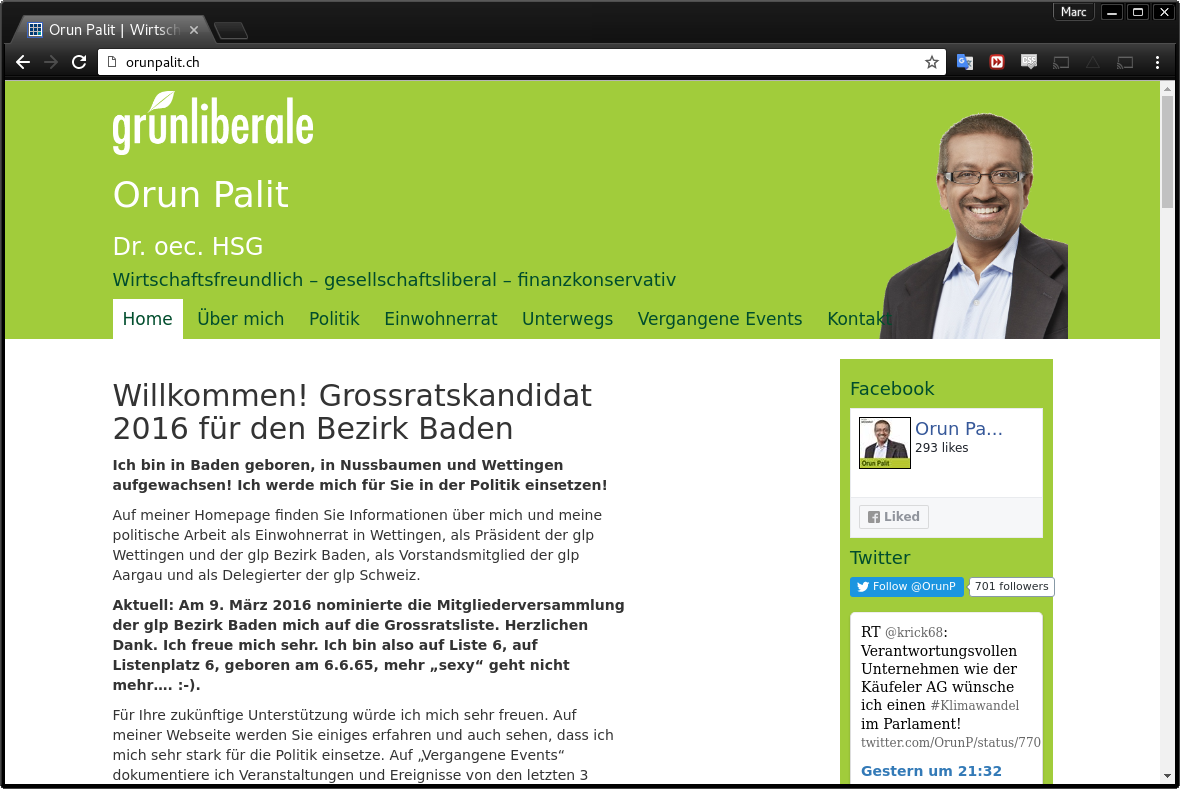 Marc
Orun Palit | Wirtsch
orunpalit.ch
grünliberale
Orun Palit
Dr. oec. HSG
Wirtschaftsfreundlich – gesellschaftsliberal – finanzkonservativ
Home Über mich Politik Einwohnerrat Unterwegs Vergangene Events Kontakt
Willkommen! Grossratskandidat
2016 für den Bezirk Baden
Ich bin in Baden geboren, in Nussbaumen und Wettingen
aufgewachsen! Ich werde mich für Sie in der Politik einsetzen!
Auf meiner Homepage finden Sie Informationen über mich und meine
politische Arbeit als Einwohnerrat in Wettingen, als Präsident der glp
Wettingen und der glp Bezirk Baden, als Vorstandsmitglied der glp
Aargau und als Delegierter der glp Schweiz.
Aktuell: Am 9. März 2016 nominierte die Mitgliederversammlung
der glp Bezirk Baden mich auf die Grossratsliste. Herzlichen
Dank. Ich freue mich sehr. Ich bin also auf Liste 6, auf
Listenplatz 6, geboren am 6.6.65, mehr „sexy“ geht nicht
mehr…. :-).
Für Ihre zukünftige Unterstützung würde ich mich sehr freuen. Auf
meiner Webseite werden Sie einiges erfahren und auch sehen, dass ich
mich sehr stark für die Politik einsetze. Auf „Vergangene Events“
dokumentiere ich Veranstaltungen und Ereignisse von den letzten 3
Facebook
Orun Pa...
293 likes
Orun Palit
Liked
Twitter
Follow @OrunP 701 followers
RT @krick68:
Verantwortungsvollen
Unternehmen wie der
Käufeler AG wünsche
ich einen #Klimawandel
im Parlament!
twitter.com/OrunP/status/770
Gestern um 21:32